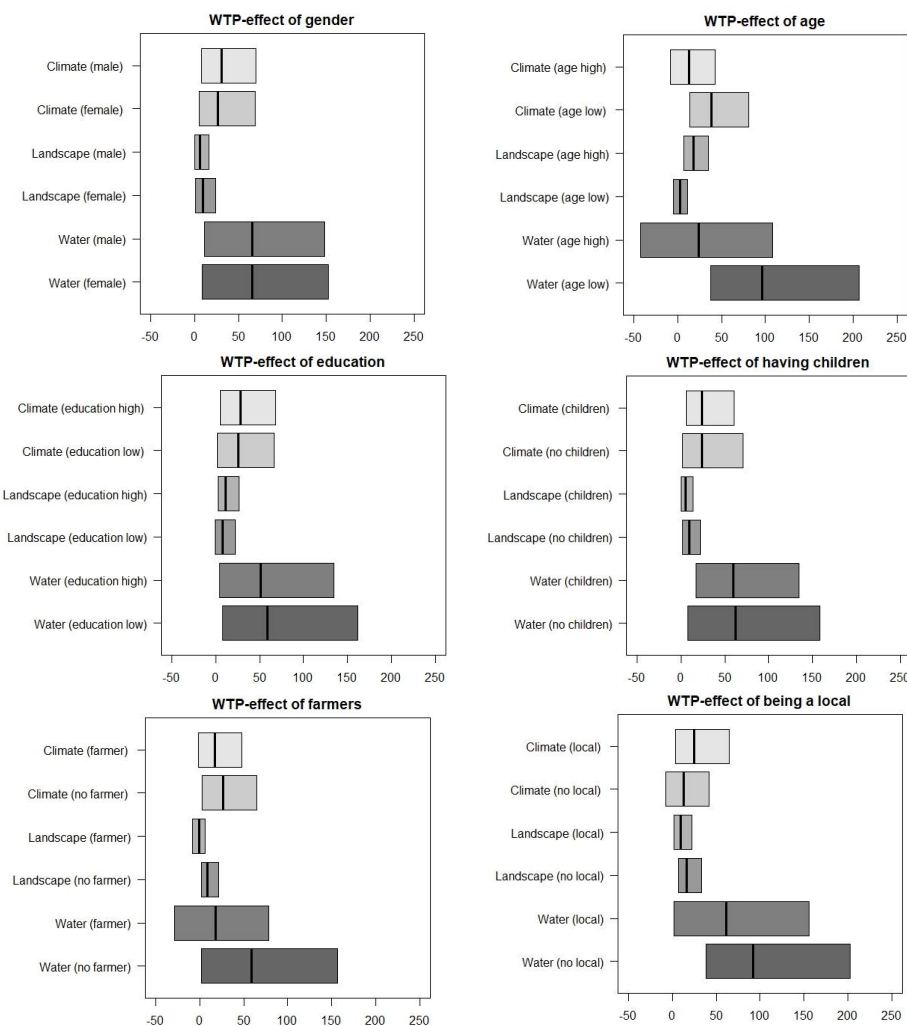 WTP-effect of gender
Climate (male)
Climate (female)
Landscape (male)
Landscape (female)
Water (male)
Water (female)
-50 0 50 100 150 200 250
WTP-effect of age
Climate (age high)
Climate (age low)
Landscape (age high)
Landscape (age low)
Water (age high)
Water (age low)
-50 0 50 100 150 200 250
WTP-effect of education
Climate (education high)
Climate (education low)
Landscape (education high)
Landscape (education low)
Water (education high)
Water (education low)
-50 0 50 100 150 200 250
WTP-effect of having children
Climate (children)
Climate (no children)
Landscape (children)
Landscape (no children)
Water (children)
Water (no children)
-50 0 50 100 150 200 250
WTP-effect of farmers
Climate (farmer)
Climate (no farmer)
Landscape (farmer)
Landscape (no farmer)
Water (farmer)
Water (no farmer)
-50 0 50 100 150 200 250
WTP-effect of being a local
Climate (local)
Climate (no local)
Landscape (local)
Landscape (no local)
Water (local)
Water (no local)
-50 0 50 100 150 200 250